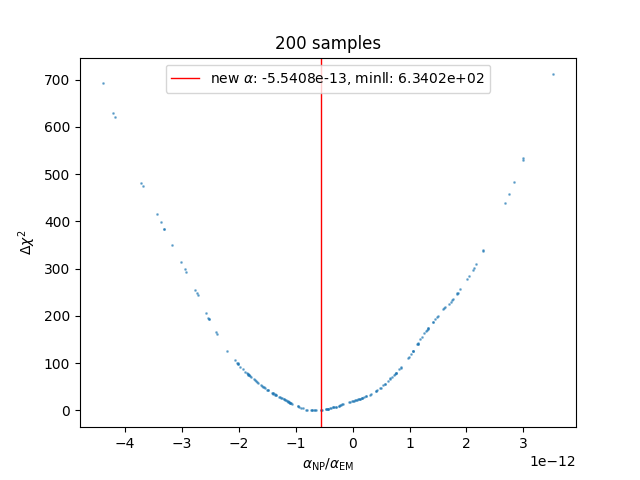 200 samples
new α: -5.5408e-13, minll: 6.3402e+02
700
600
500
400
300
200
100
0
Δχ²
−4 −3 −2 −1 0 1 2 3
1e−12
α_NP/α_EM